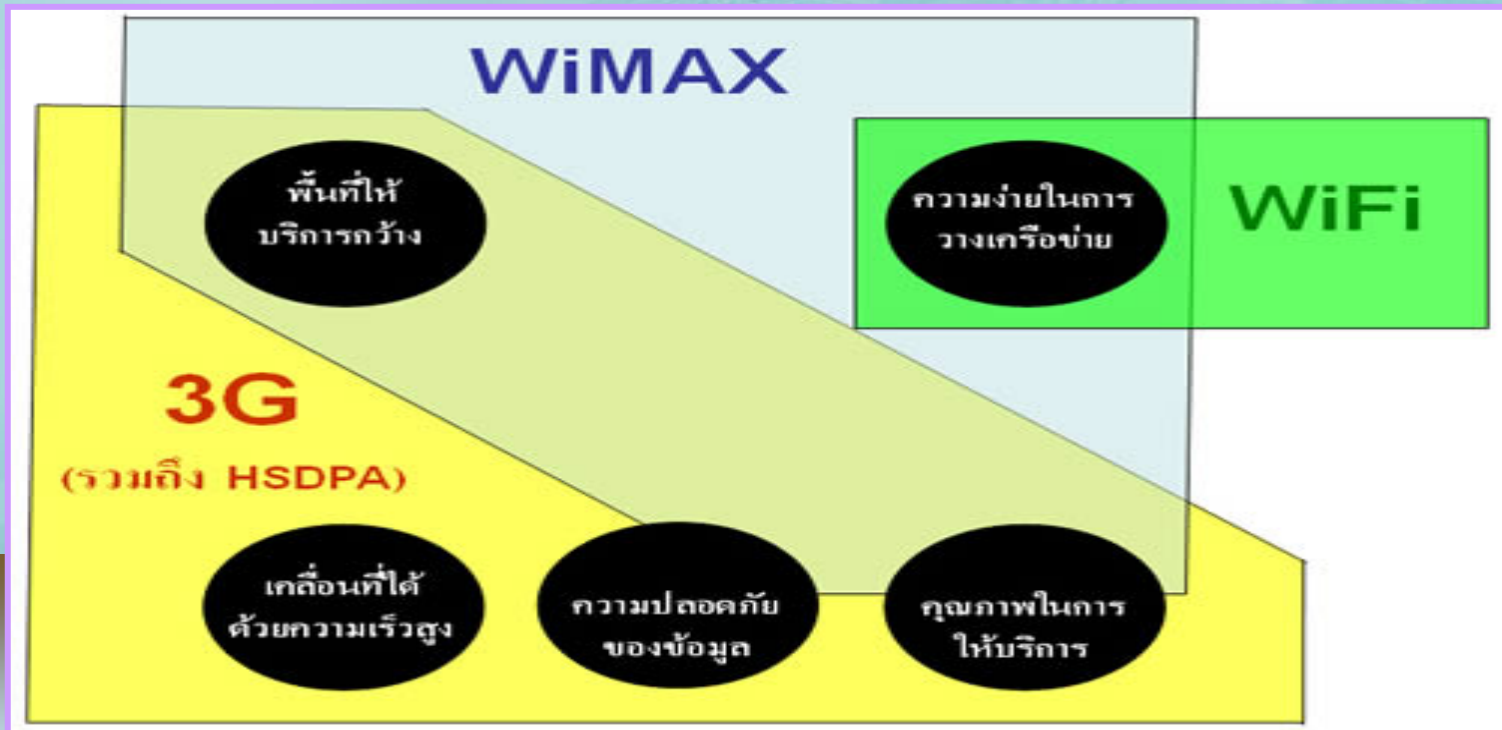 WiMAX
พื้นที่ให้
บริการกว้าง
ความง่ายในการ
วางเครือข่าย
WiFi
3G
(รวมถึง HSDPA)
เคลื่อนที่ได้
ด้วยความเร็วสูง
ความปลอดภัย
ของข้อมูล
คุณภาพในการ
ให้บริการ